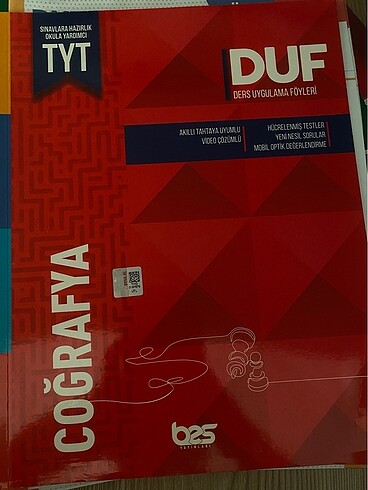 SINAVLARA HAZIRLIK
OKULA YARDIMCI
TYT
DUF
DERS UYGULAMA FÖYLERİ
AKILLI TAHTAYA UYUMLU
VİDEO ÇÖZÜMLÜ
HÜCRELENMİŞ TESTLER
YENİ NESİL SORULAR
MOBİL OPTİK DEĞERLENDİRME
COĞRAFYA
bes
YAYINLARI